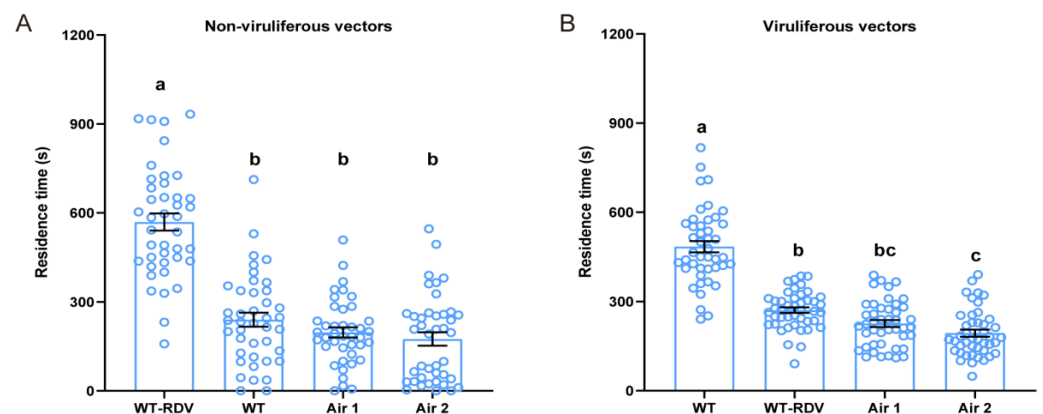 A
Non-viruliferous vectors
1200
900
600
300
0
Residence time (s)
a
b
b
b
WT-RDV WT Air 1 Air 2
B
Viruliferous vectors
1200
900
600
300
0
Residence time (s)
a
b
bc
c
WT WT-RDV Air 1 Air 2